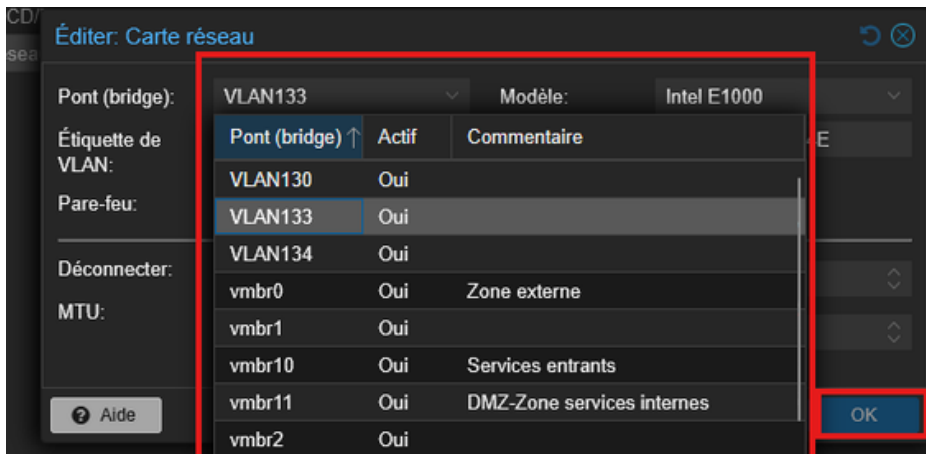 CD/
Éditer: Carte réseau
sea
Pont (bridge): VLAN133 Modèle: Intel E1000
Étiquette de VLAN:
Pont (bridge) ↑ Actif Commentaire
E
VLAN130 Oui
Pare-feu:
VLAN133 Oui
VLAN134 Oui
Déconnecter:
vmbr0 Oui Zone externe
MTU:
vmbr1 Oui
vmbr10 Oui Services entrants
vmbr11 Oui DMZ-Zone services internes
Aide
OK
vmbr2 Oui